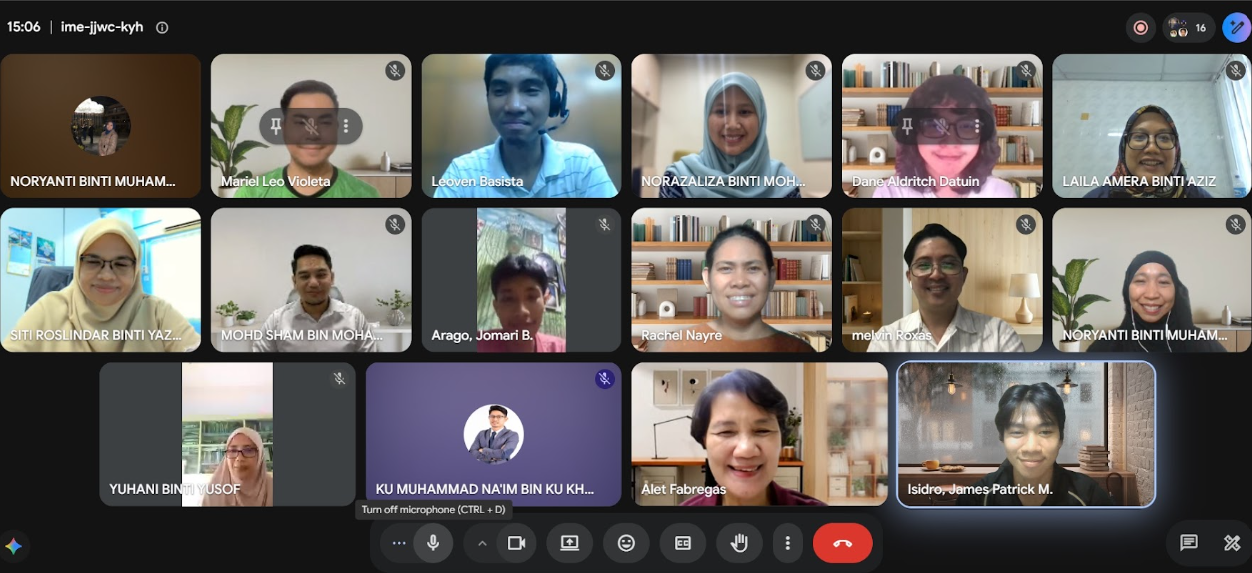 15:06 | ime-jjwc-kyh
16
NORYANTI BINTI MUHAM...
Mariel Leo Violeta
Leoven Basista
NORAZALIZA BINTI MOH...
Dane Aldritch Datuin
LAILA AMERA BINTI AZIZ
SITI ROSLINDAR BINTI YAZ...
MOHD SHAM BIN MOHA...
Arago, Jomari B.
Rachel Nayre
melvin Roxas
NORYANTI BINTI MUHAM...
YUHANI BINTI YUSOF
KU MUHAMMAD NA'IM BIN KU KH...
Alet Fabregas
Isidro, James Patrick M.
Turn off microphone (CTRL + D)